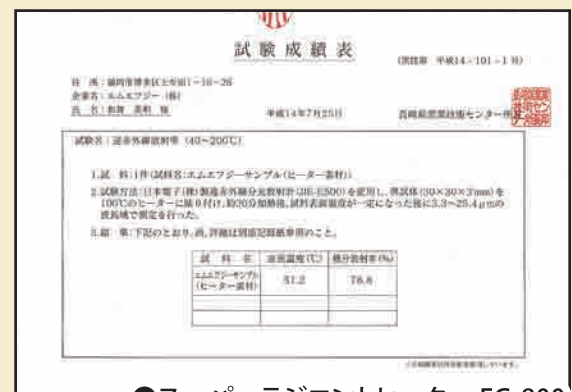 試験成績表
(窯技第 平成14-101-1号)
住 所:福岡市博多区上牟田1-16-26
企業名:エムエフジー(株)
氏 名: 様
平成14年7月25日
長崎県窯業技術センター所
試験名:遠赤外線放射率(40~200℃)
1.試 料:1件(試料名:エムエフジーサンプル(ヒーター素材))
2.試験方法:日本電子(株)製遠赤外線分光放射計(JIR-E500)を使用し、供試体(30×30×3mm)を
100℃のヒーターに貼り付け、約20分加熱後、試料表面温度が一定になった後に3.3~25.4μmの
波長域で測定を行った。
3.結 果:下記のとおり。尚、詳細は別添記録紙参照のこと。
試 料 名 表面温度(℃) 積分放射率(%)
エムエフジーサンプル 51.2 78.8
(ヒーター素材)